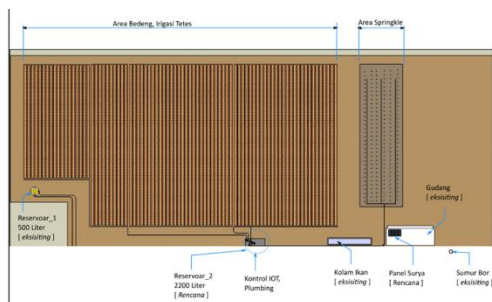 Area Bedeng, Irigasi Tetes
Area Springkle
Reservoar_1
500 Liter
[ eksisiting ]
Gudang
[ eksisiting ]
Reservoar_2
2200 Liter
[ Rencana ]
Kontrol IOT,
Plumbing
Kolam Ikan
[ eksisiting ]
Panel Surya
[ Rencana ]
Sumur Bor
[ eksisiting ]